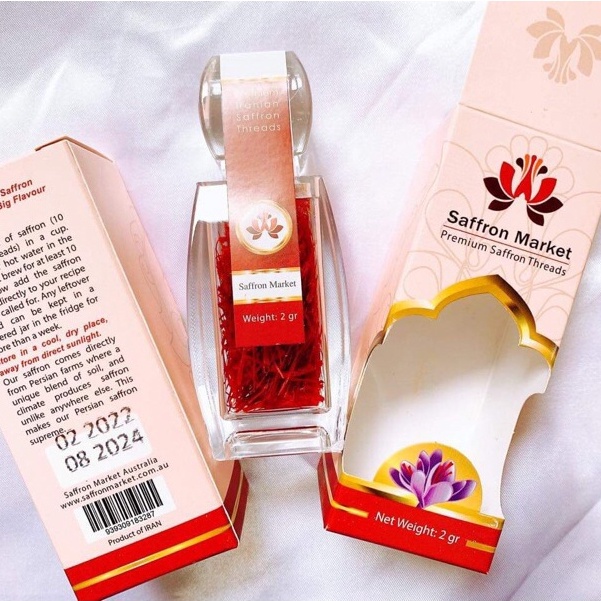 Saffron
Big Flavour
of saffron (10
in a cup.
hot water in the
brew for at least 10
add the saffron
directly to your recipe
called for. Any leftover
can be kept in a
jar in the fridge for
than a week.
in a cool, dry place,
away from direct sunlight.
Our saffron comes directly
from Persian farms where a
unique blend of soil, and
climate produces saffron
unlike anywhere else. This
makes our Persian saffron
supreme.
02 2022
08 2024
Saffron Market Australia
www.saffronmarket.com.au
939309183287
Product of IRAN
Iranian
Saffron
Threads
Saffron Market
Weight: 2 gr
Saffron Market
Premium Saffron Threads
Net Weight: 2 gr